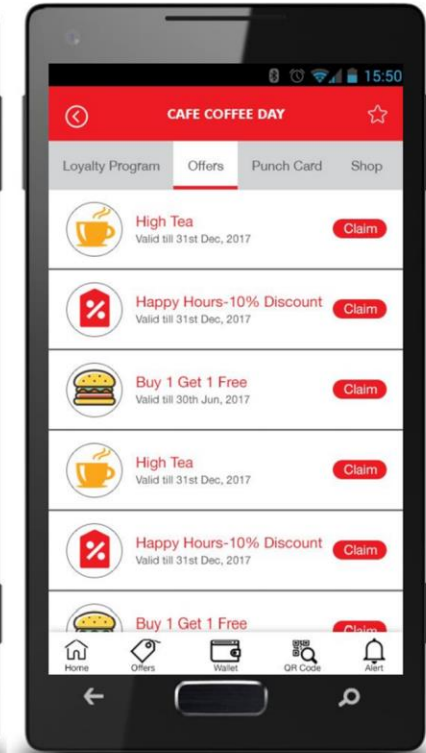 15:50
CAFE COFFEE DAY
Loyalty Program Offers Punch Card Shop
High Tea
Valid till 31st Dec, 2017
Claim
Happy Hours-10% Discount
Valid till 31st Dec, 2017
Claim
Buy 1 Get 1 Free
Valid till 30th Jun, 2017
Claim
High Tea
Valid till 31st Dec, 2017
Claim
Happy Hours-10% Discount
Valid till 31st Dec, 2017
Claim
Buy 1 Get 1 Free
Claim
Home Offers Wallet QR Code Alert